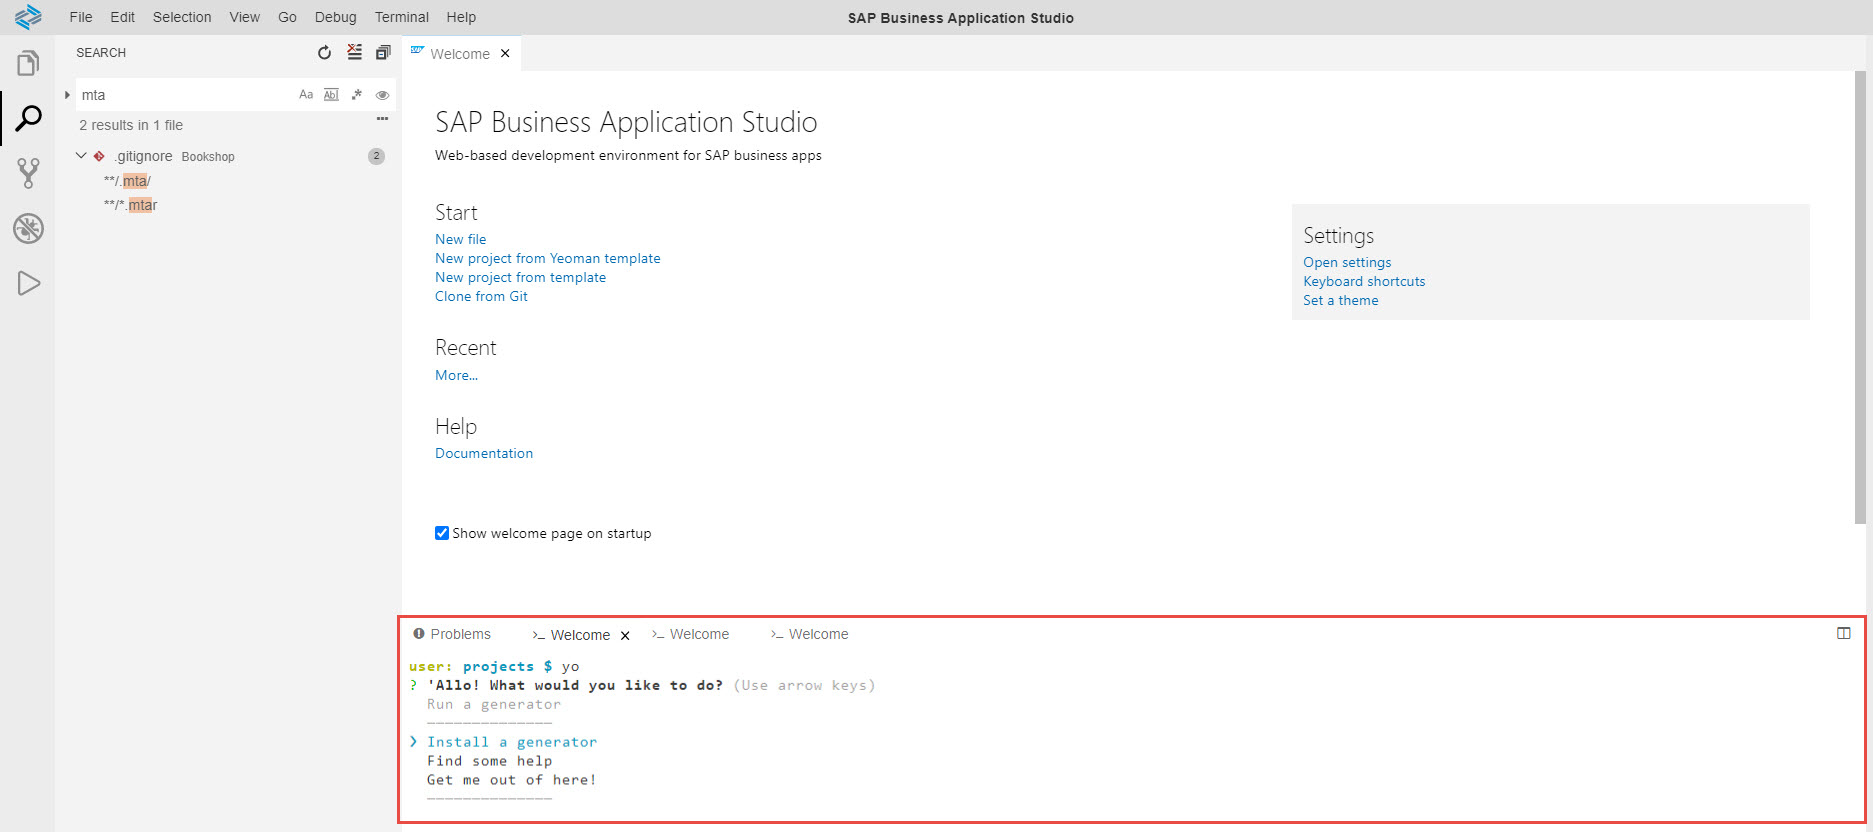 File Edit Selection View Go Debug Terminal Help
SAP Business Application Studio
SEARCH
mta
Aa Ab| .*
2 results in 1 file
...
.gitignore Bookshop 2
**/.mta/
**/*.mtar
SAP Welcome ×
SAP Business Application Studio
Web-based development environment for SAP business apps
Start
New file
New project from Yeoman template
New project from template
Clone from Git
Recent
More...
Help
Documentation
Show welcome page on startup
Settings
Open settings
Keyboard shortcuts
Set a theme
Problems >_ Welcome × >_ Welcome >_ Welcome
user: projects $ yo
? 'Allo! What would you like to do? (Use arrow keys)
Run a generator
──────────────
❯ Install a generator
Find some help
Get me out of here!
──────────────